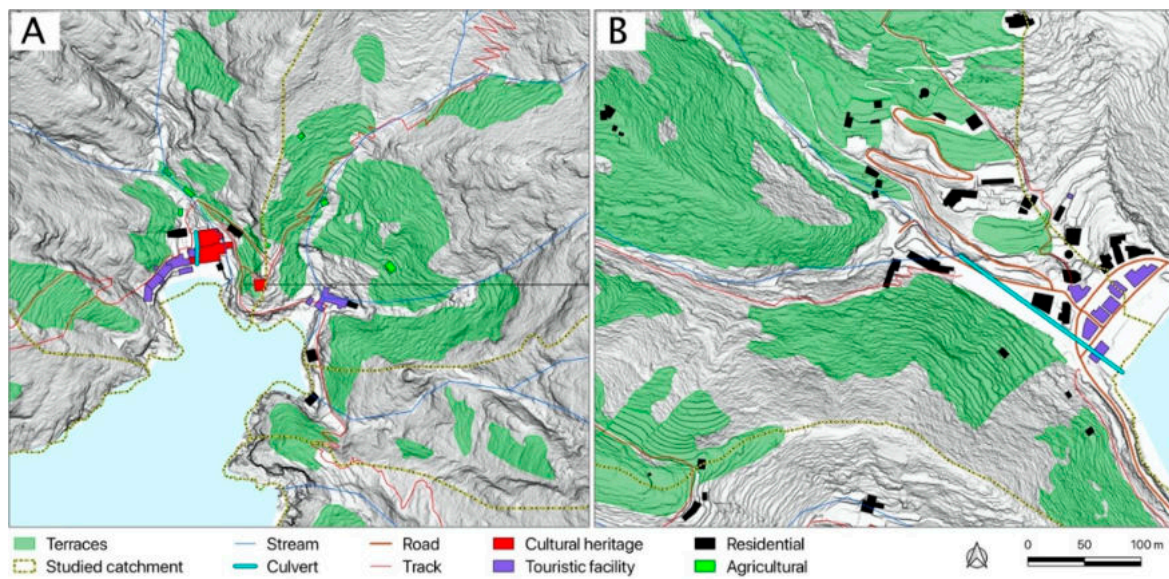 A B
Terraces Stream Road Cultural heritage Residential
Studied catchment Culvert Track Touristic facility Agricultural
0 50 100 m